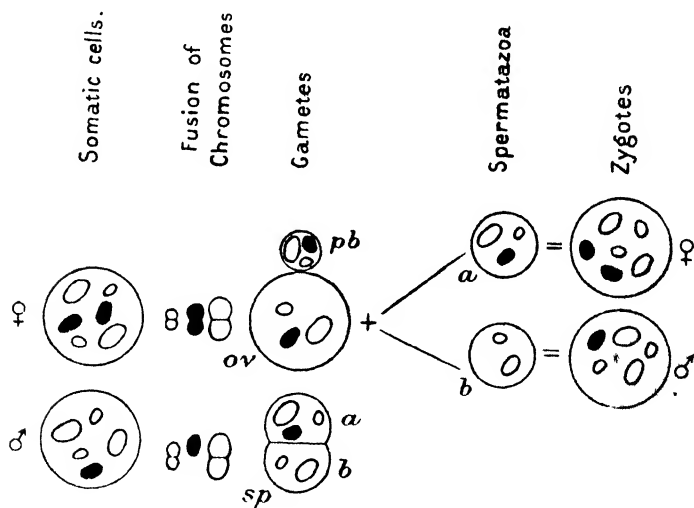 Somatic cells.
Fusion of
Chromosomes
Gametes
Spermatazoa
Zygotes
pb
♀
ov
+
a
=
♀
b
=
♂
♂
a
b
sp